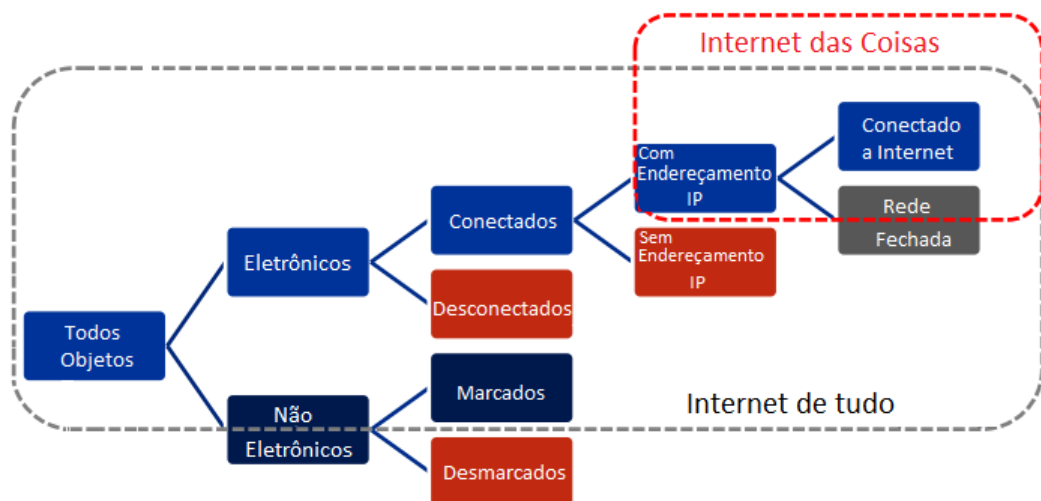 Internet das Coisas
Conectado
a Internet
Com
Endereçamento
IP
Rede
Fechada
Conectados
Sem
Endereçamento
IP
Eletrônicos
Desconectados
Todos
Objetos
Marcados
Internet de tudo
Não
Eletrônicos
Desmarcados